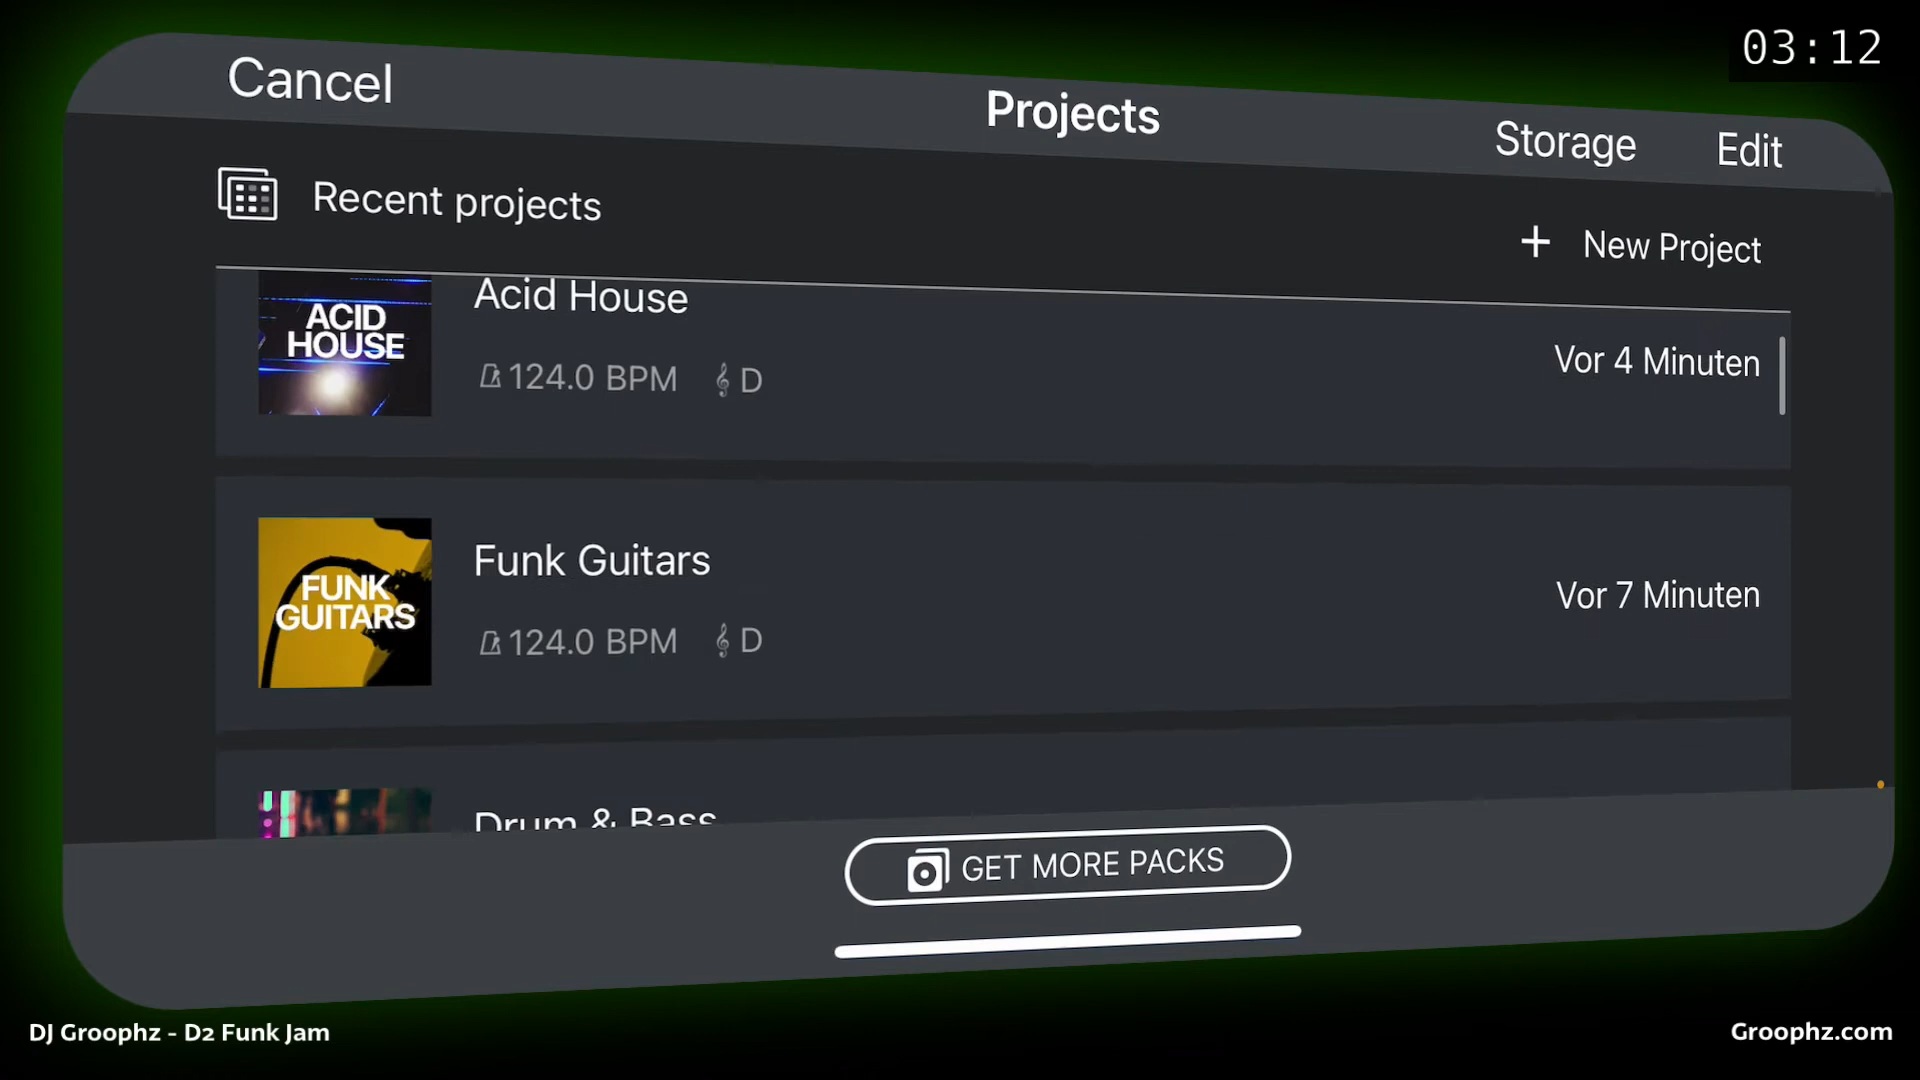 03:12
Cancel
Projects
Storage
Edit
Recent projects
+ New Project
ACID
HOUSE
Acid House
124.0 BPM
D
Vor 4 Minuten
FUNK
GUITARS
Funk Guitars
124.0 BPM
D
Vor 7 Minuten
Drum & Bass
GET MORE PACKS
DJ Groophz - D2 Funk Jam
Groophz.com